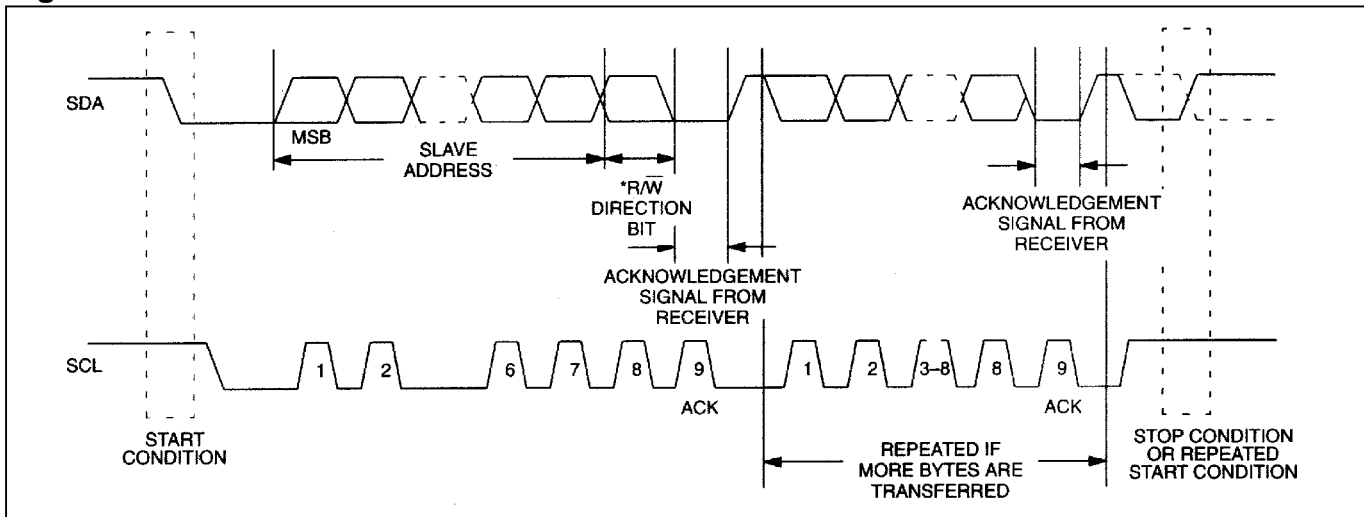 SDA
MSB
SLAVE
ADDRESS
*R/W̅
DIRECTION
BIT
ACKNOWLEDGEMENT
SIGNAL FROM
RECEIVER
ACKNOWLEDGEMENT
SIGNAL FROM
RECEIVER
SCL
1 2 6 7 8 9 1 2 3–8 8 9
ACK ACK
START
CONDITION
REPEATED IF
MORE BYTES ARE
TRANSFERRED
STOP CONDITION
OR REPEATED
START CONDITION